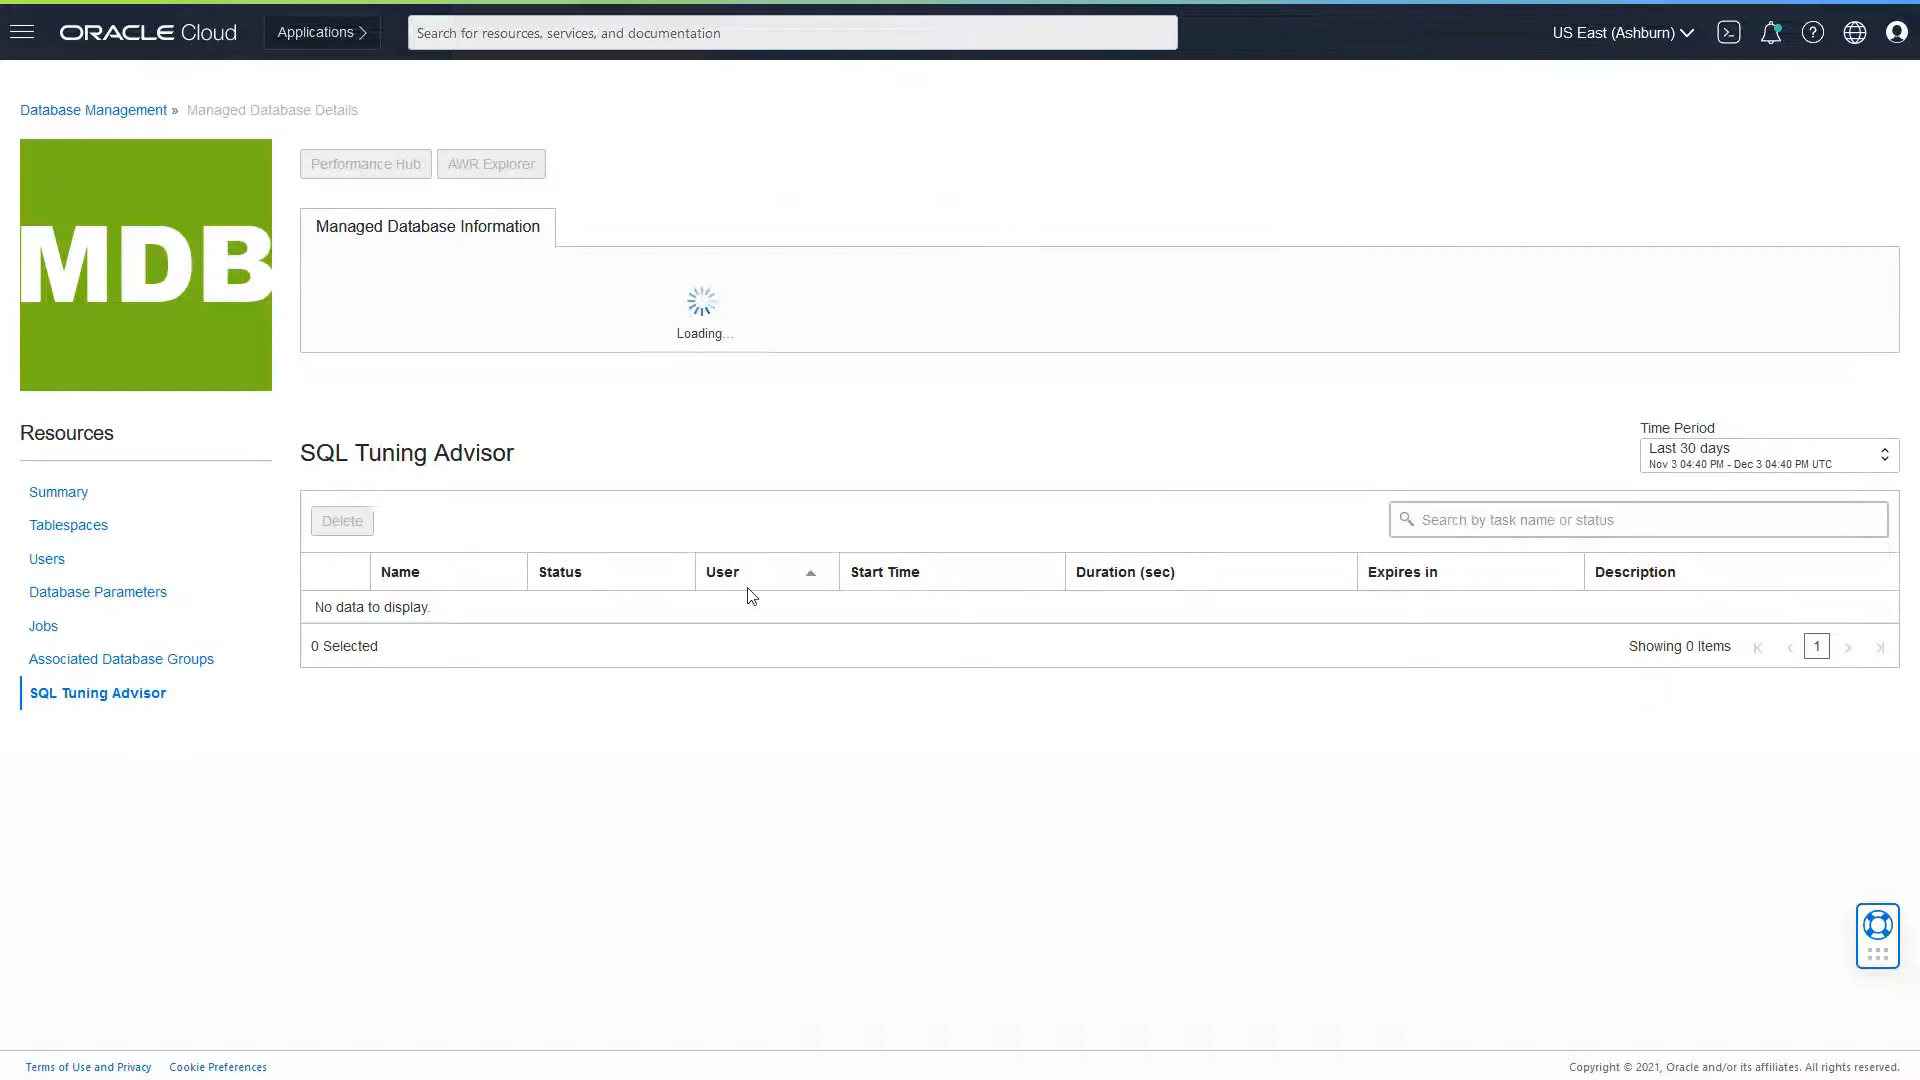 ORACLE Cloud Applications Search for resources, services, and documentation US East (Ashburn)
Database Management » Managed Database Details
MDB
Performance Hub AWR Explorer
Managed Database Information
Loading...
Resources
Summary
Tablespaces
Users
Database Parameters
Jobs
Associated Database Groups
SQL Tuning Advisor
SQL Tuning Advisor
Time Period
Last 30 days
Nov 3 04:40 PM - Dec 3 04:40 PM UTC
Delete Search by task name or status
Name Status User Start Time Duration (sec) Expires in Description
No data to display.
0 Selected Showing 0 Items 1
Terms of Use and Privacy Cookie Preferences Copyright © 2021, Oracle and/or its affiliates. All rights reserved.